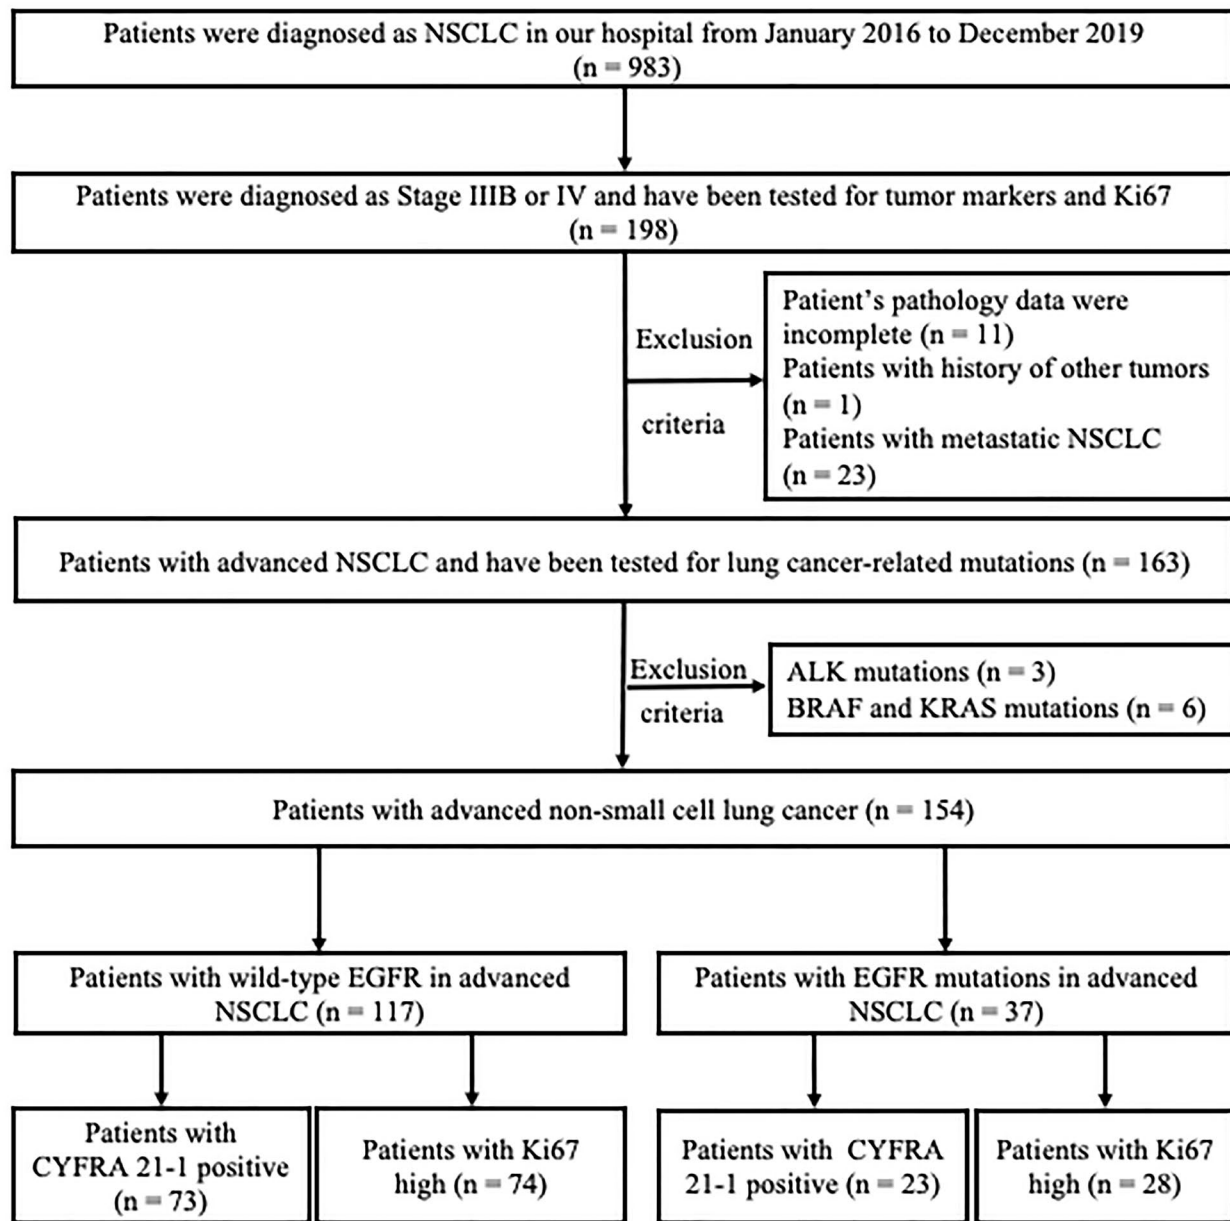 Patients were diagnosed as NSCLC in our hospital from January 2016 to December 2019
(n = 983)
Patients were diagnosed as Stage IIIB or IV and have been tested for tumor markers and Ki67
(n = 198)
Exclusion
criteria
Patient's pathology data were
incomplete (n = 11)
Patients with history of other tumors
(n = 1)
Patients with metastatic NSCLC
(n = 23)
Patients with advanced NSCLC and have been tested for lung cancer-related mutations (n = 163)
Exclusion
criteria
ALK mutations (n = 3)
BRAF and KRAS mutations (n = 6)
Patients with advanced non-small cell lung cancer (n = 154)
Patients with wild-type EGFR in advanced
NSCLC (n = 117)
Patients with EGFR mutations in advanced
NSCLC (n = 37)
Patients with
CYFRA 21-1 positive
(n = 73)
Patients with Ki67
high (n = 74)
Patients with CYFRA
21-1 positive (n = 23)
Patients with Ki67
high (n = 28)